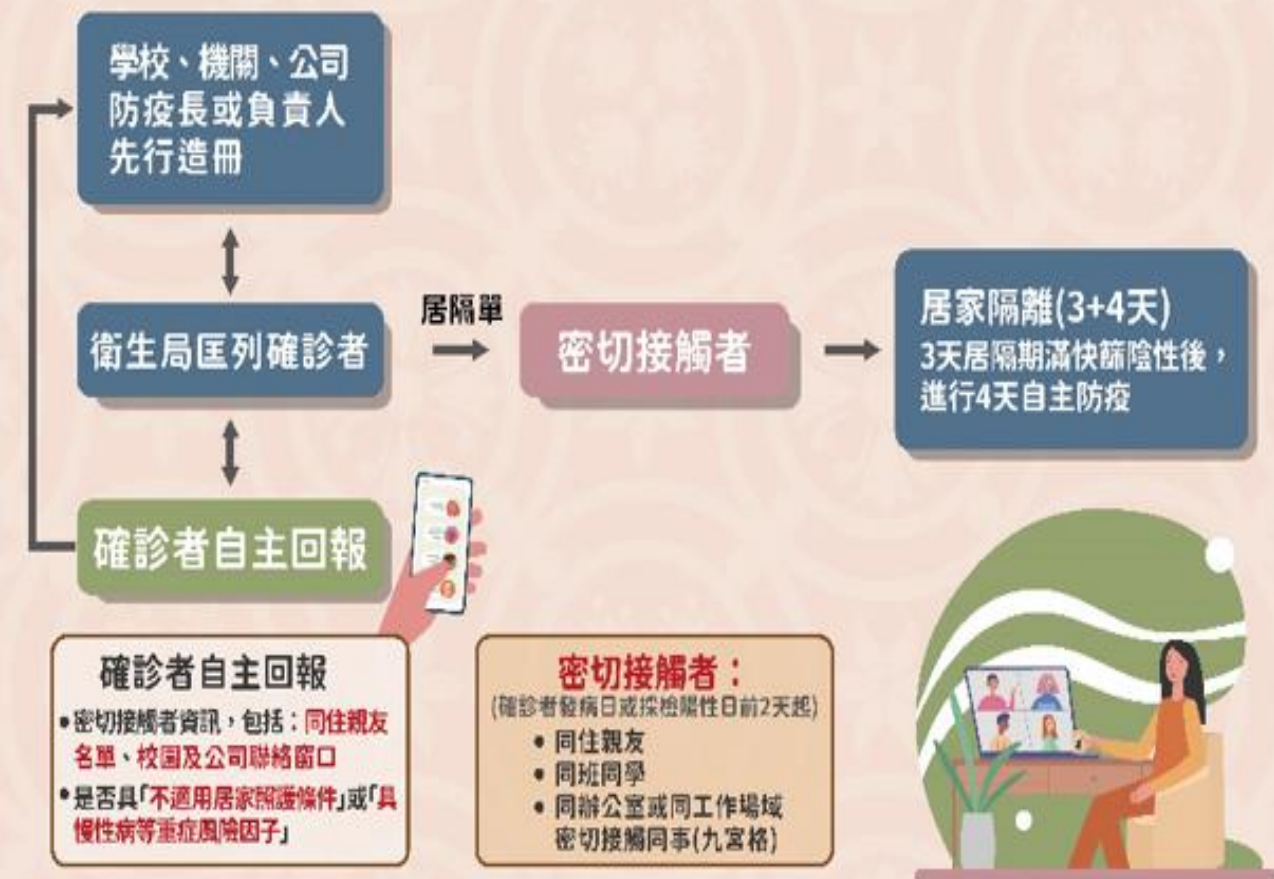 學校、機關、公司
防疫長或負責人
先行造冊
衛生局匡列確診者
居隔單
密切接觸者
居家隔離(3+4天)
3天居隔期滿快篩陰性後，
進行4天自主防疫
確診者自主回報
確診者自主回報
•密切接觸者資訊，包括：同住親友
名單、校園及公司聯絡窗口
•是否具「不適用居家照護條件」或「具
慢性病等重症風險因子」
密切接觸者：
(確診者發病日或採檢陽性日前2天起)
• 同住親友
• 同班同學
• 同辦公室或同工作場域
密切接觸同事(九宮格)